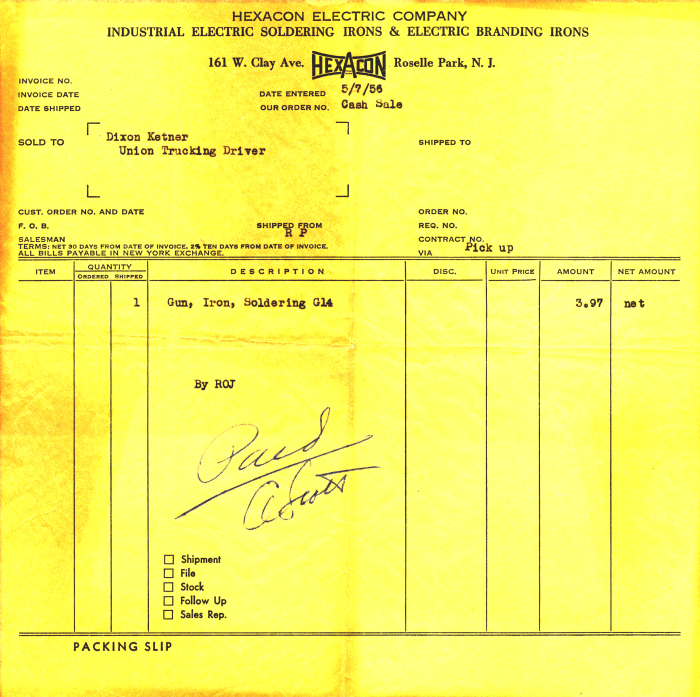 HEXACON ELECTRIC COMPANY
INDUSTRIAL ELECTRIC SOLDERING IRONS & ELECTRIC BRANDING IRONS
161 W. Clay Ave. HEXACON Roselle Park, N. J.
INVOICE NO.
INVOICE DATE DATE ENTERED 5/7/56
DATE SHIPPED OUR ORDER NO. Cash Sale
SOLD TO Dixon Ketner SHIPPED TO
Union Trucking Driver
CUST. ORDER NO. AND DATE ORDER NO.
F. O. B. SHIPPED FROM R P REQ. NO.
SALESMAN CONTRACT NO.
TERMS: NET 30 DAYS FROM DATE OF INVOICE. 2% TEN DAYS FROM DATE OF INVOICE.
ALL BILLS PAYABLE IN NEW YORK EXCHANGE. VIA Pick up
ITEM QUANTITY DESCRIPTION DISC. UNIT PRICE AMOUNT NET AMOUNT
ORDERED SHIPPED
1 Gun, Iron, Soldering G14 3.97 net
By ROJ
Paid
A Scott
Shipment
File
Stock
Follow Up
Sales Rep.
PACKING SLIP